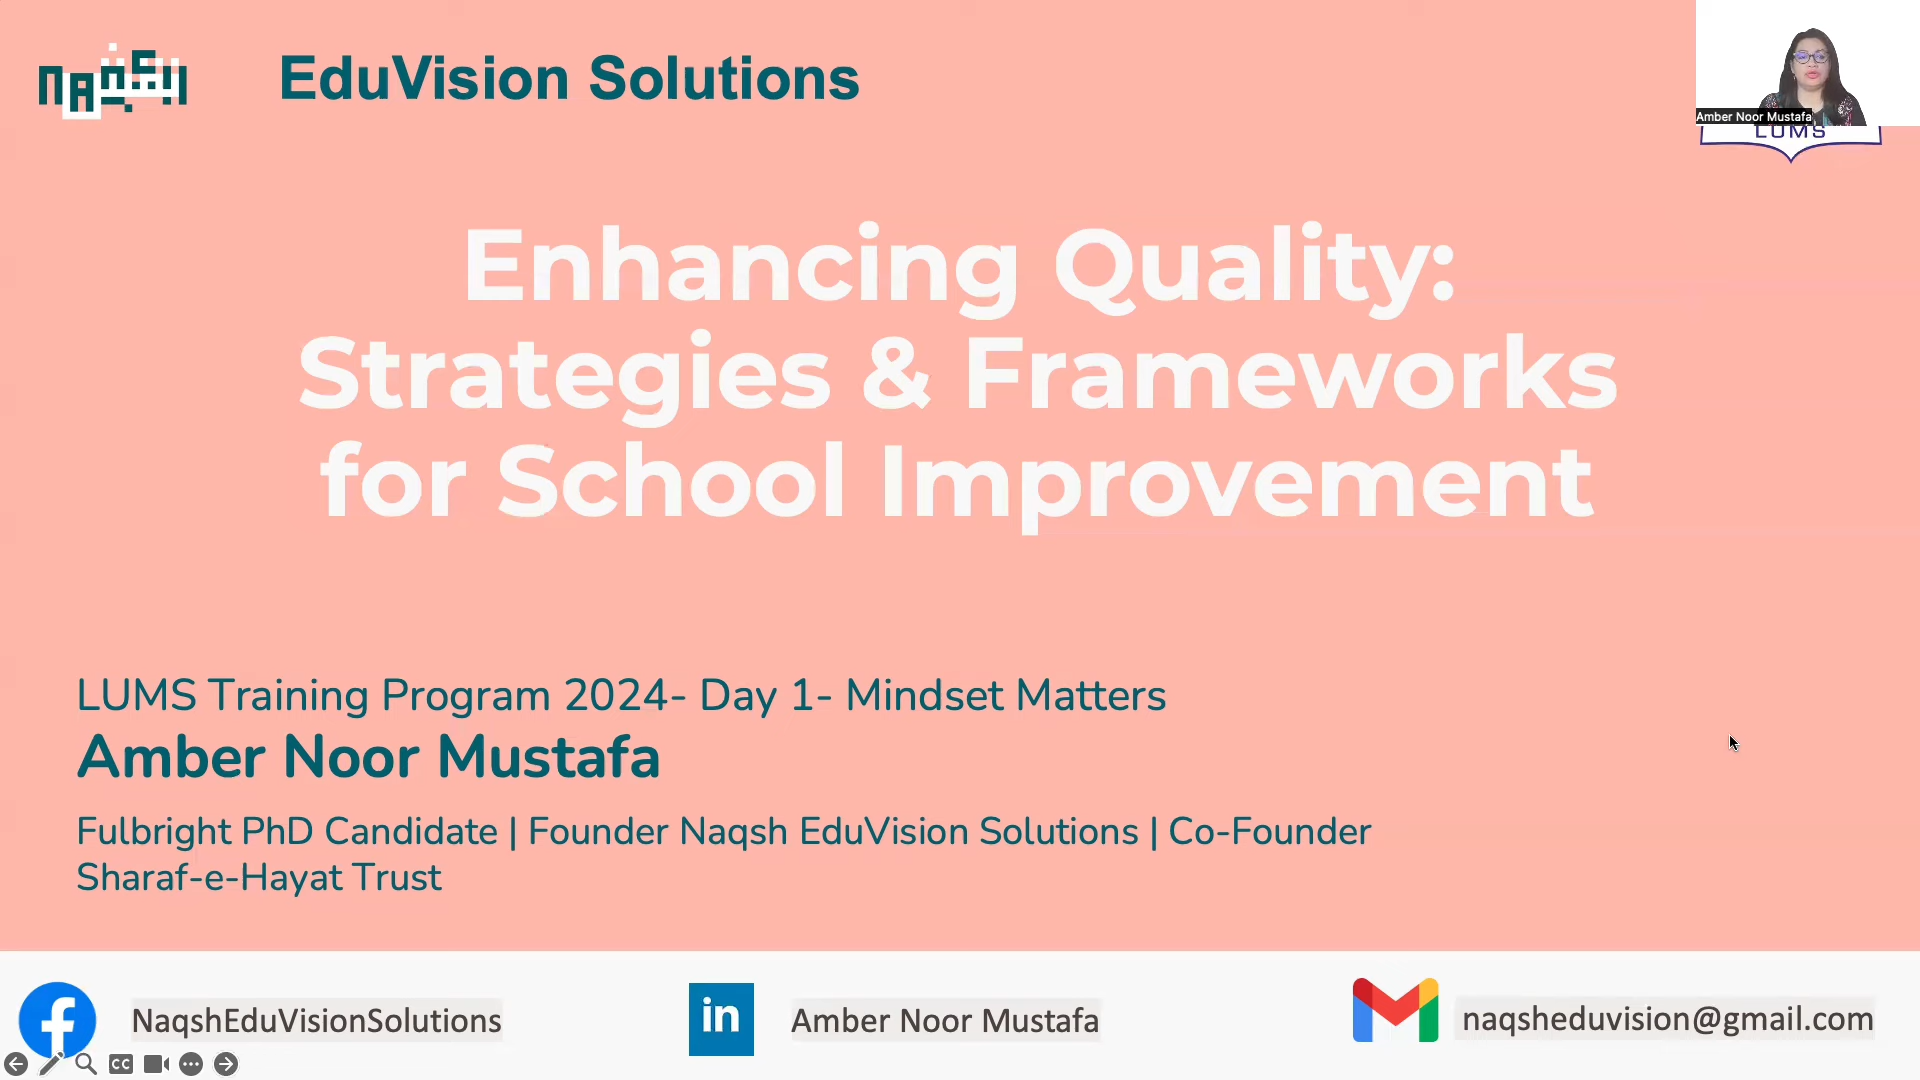 NAQSH
EduVision Solutions
Amber Noor Mustafa
LUMS
Enhancing Quality:
Strategies & Frameworks
for School Improvement
LUMS Training Program 2024- Day 1- Mindset Matters
Amber Noor Mustafa
Fulbright PhD Candidate | Founder Naqsh EduVision Solutions | Co-Founder
Sharaf-e-Hayat Trust
NaqshEduVisionSolutions
in
Amber Noor Mustafa
naqsheduvision@gmail.com
CC